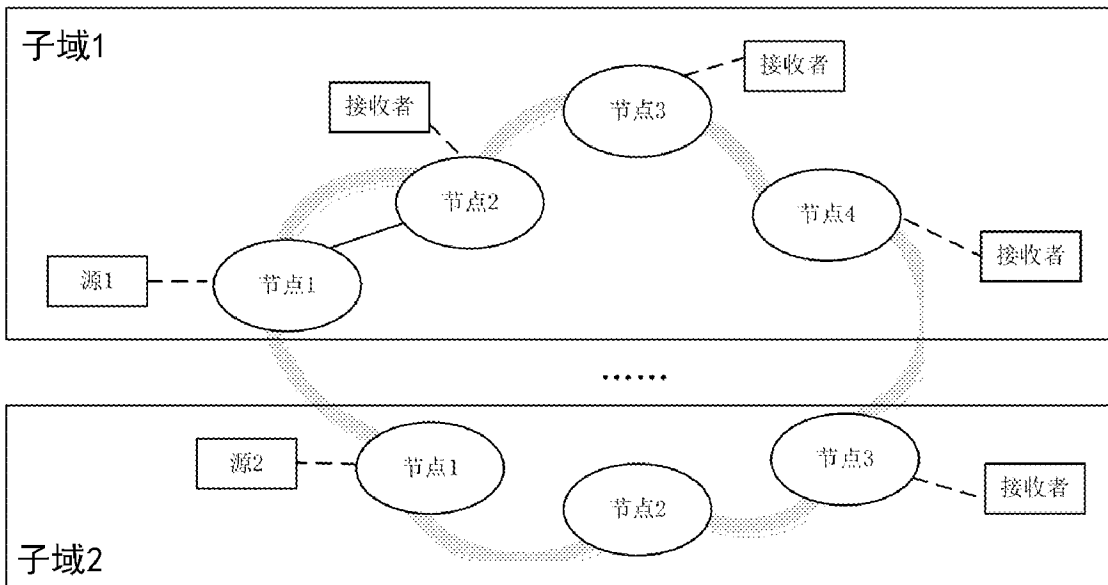 子域1
接收者
节点3
接收者
节点2
节点4
接收者
源1
节点1
......
源2
节点1
节点3
节点2
接收者
子域2